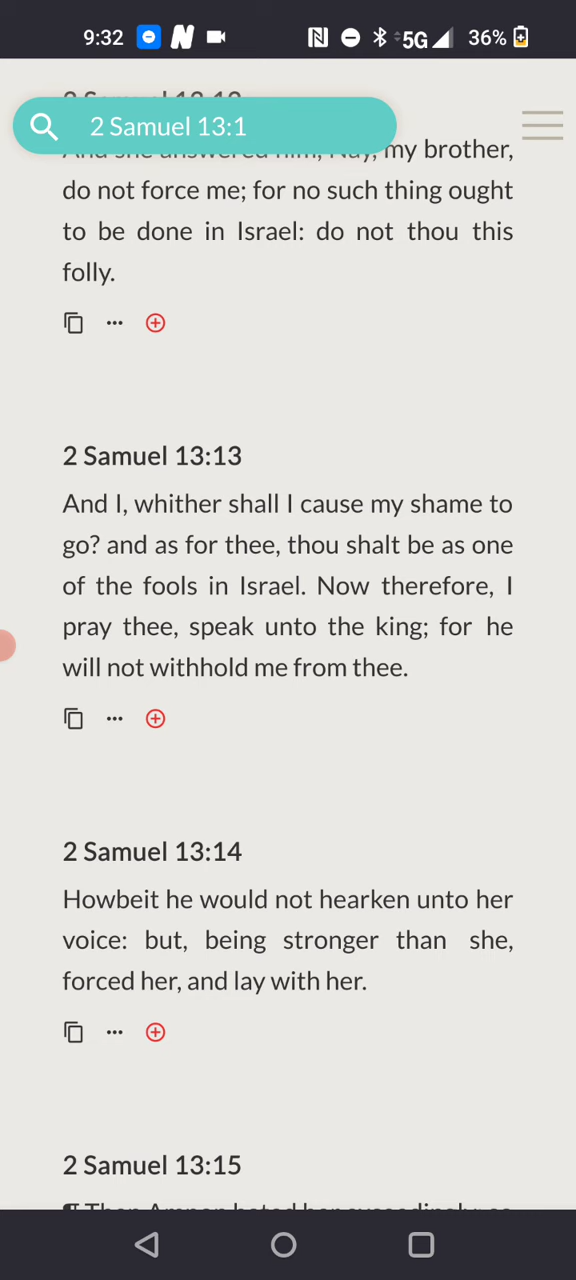 9:32
5G
36%
2 Samuel 13:1
my brother,
do not force me; for no such thing ought
to be done in Israel: do not thou this
folly.
2 Samuel 13:13
And I, whither shall I cause my shame to
go? and as for thee, thou shalt be as one
of the fools in Israel. Now therefore, I
pray thee, speak unto the king; for he
will not withhold me from thee.
2 Samuel 13:14
Howbeit he would not hearken unto her
voice: but, being stronger than she,
forced her, and lay with her.
2 Samuel 13:15